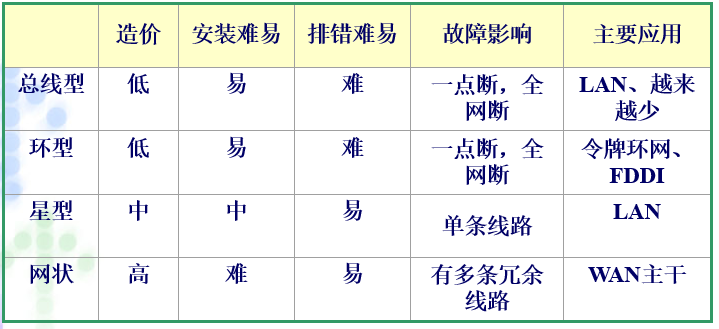 造价 安装难易 排错难易 故障影响 主要应用
总线型 低 易 难 一点断，全网断 LAN、越来越少
环型 低 易 难 一点断，全网断 令牌环网、FDDI
星型 中 中 易 单条线路 LAN
网状 高 难 易 有多条冗余线路 WAN主干